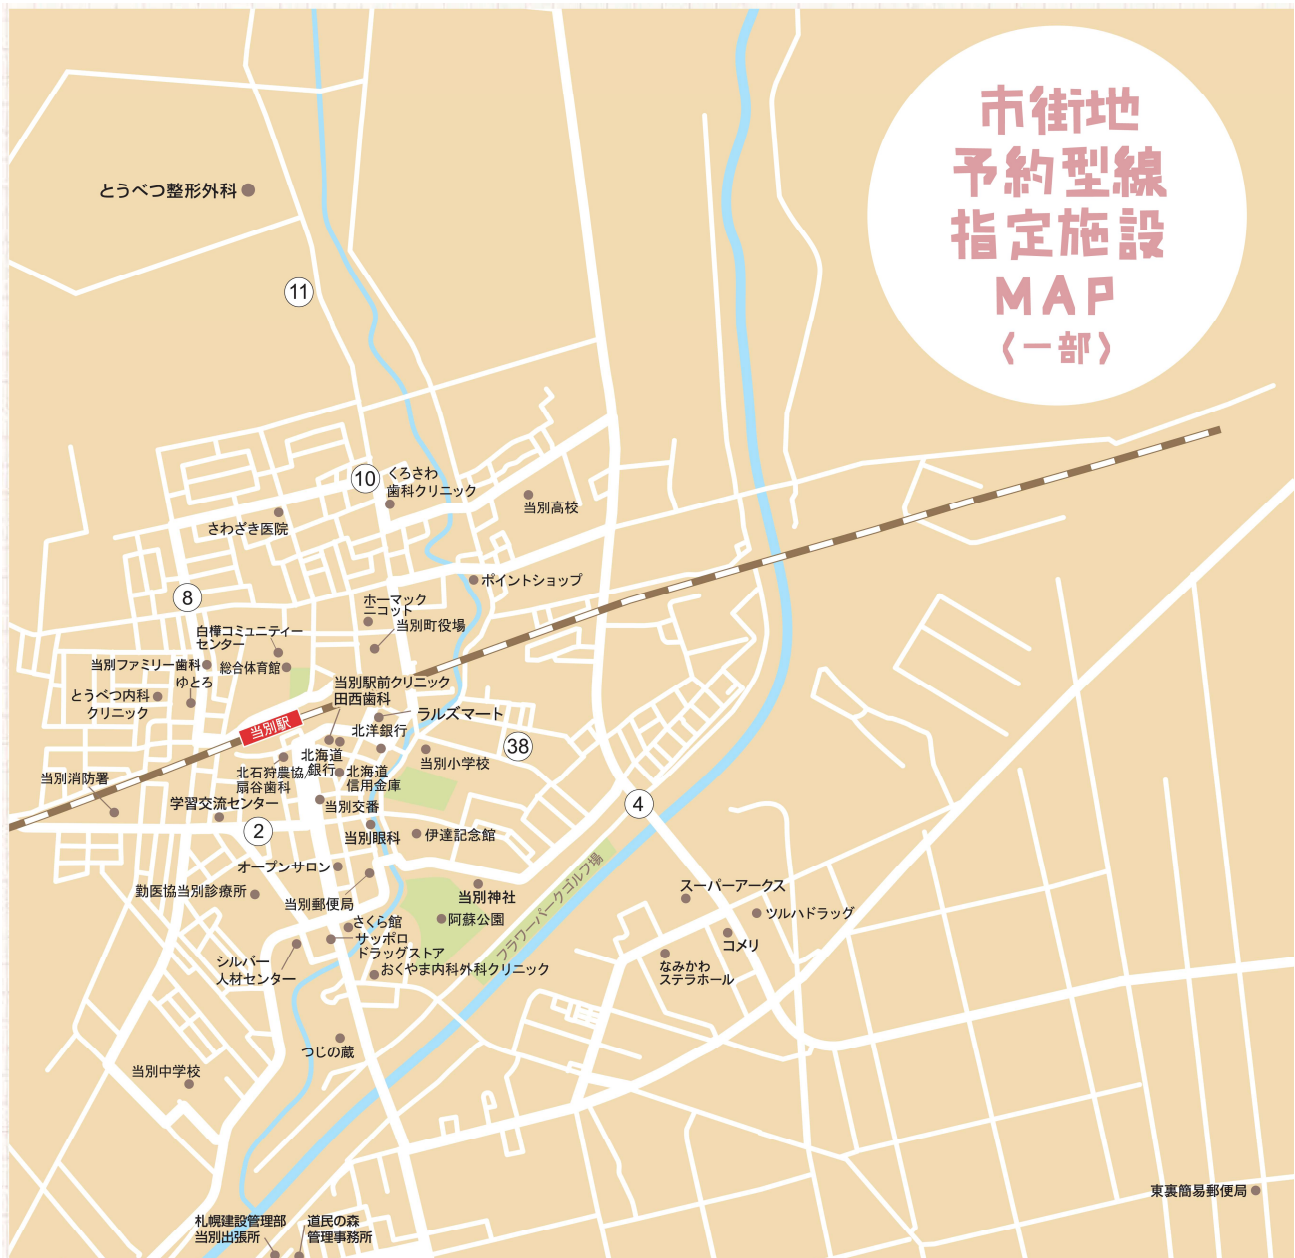 市街地
予約型線
指定施設
MAP
〈一部〉
とうべつ整形外科
11
10
くろさわ
歯科クリニック
当別高校
さわざき医院
ポイントショップ
8
ホーマック
ニコット
当別町役場
白樺コミュニティー
センター
当別ファミリー歯科
総合体育館
ゆとろ
とうべつ内科
クリニック
当別駅前クリニック
田西歯科
ラルズマート
当別駅
北洋銀行
38
北海道
銀行
当別小学校
北石狩農協
扇谷歯科
北海道
信用金庫
当別消防署
学習交流センター
当別交番
4
2
当別眼科
伊達記念館
オープンサロン
フラワーパークゴルフ場
勤医協当別診療所
当別郵便局
当別神社
スーパーアークス
ツルハドラッグ
阿蘇公園
さくら館
サッポロ
ドラッグストア
コメリ
シルバー
人材センター
おくやま内科外科クリニック
なみかわ
ステラホール
つじの蔵
当別中学校
東裏簡易郵便局
札幌建設管理部
当別出張所
道民の森
管理事務所